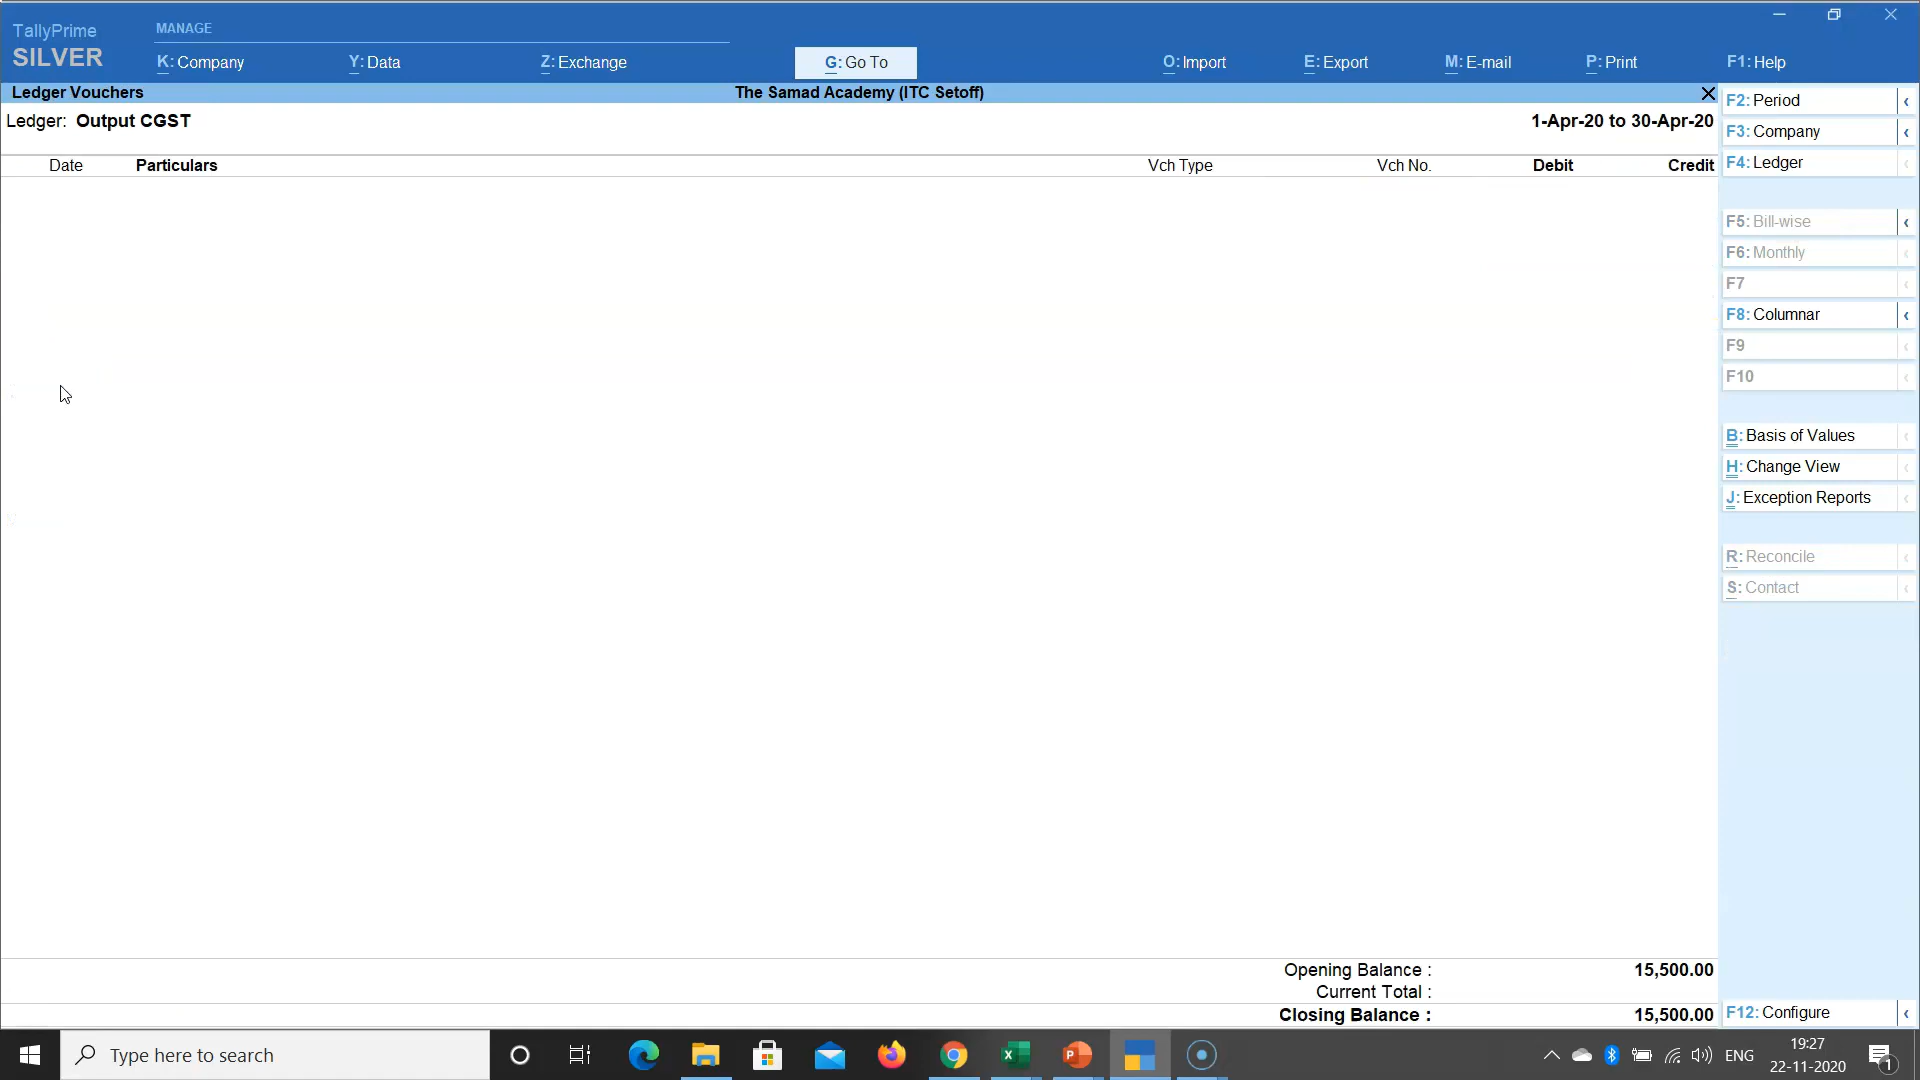 TallyPrime
SILVER
MANAGE
K: Company
Y: Data
Z: Exchange
G: Go To
O: Import
E: Export
M: E-mail
P: Print
F1: Help
Ledger Vouchers
The Samad Academy (ITC Setoff)
Ledger: Output CGST
1-Apr-20 to 30-Apr-20
Date Particulars Vch Type Vch No. Debit Credit
F2: Period
F3: Company
F4: Ledger
F5: Bill-wise
F6: Monthly
F7
F8: Columnar
F9
F10
B: Basis of Values
H: Change View
J: Exception Reports
R: Reconcile
S: Contact
Opening Balance : 15,500.00
Current Total :
Closing Balance : 15,500.00
F12: Configure
Type here to search
ENG
19:27
22-11-2020
1